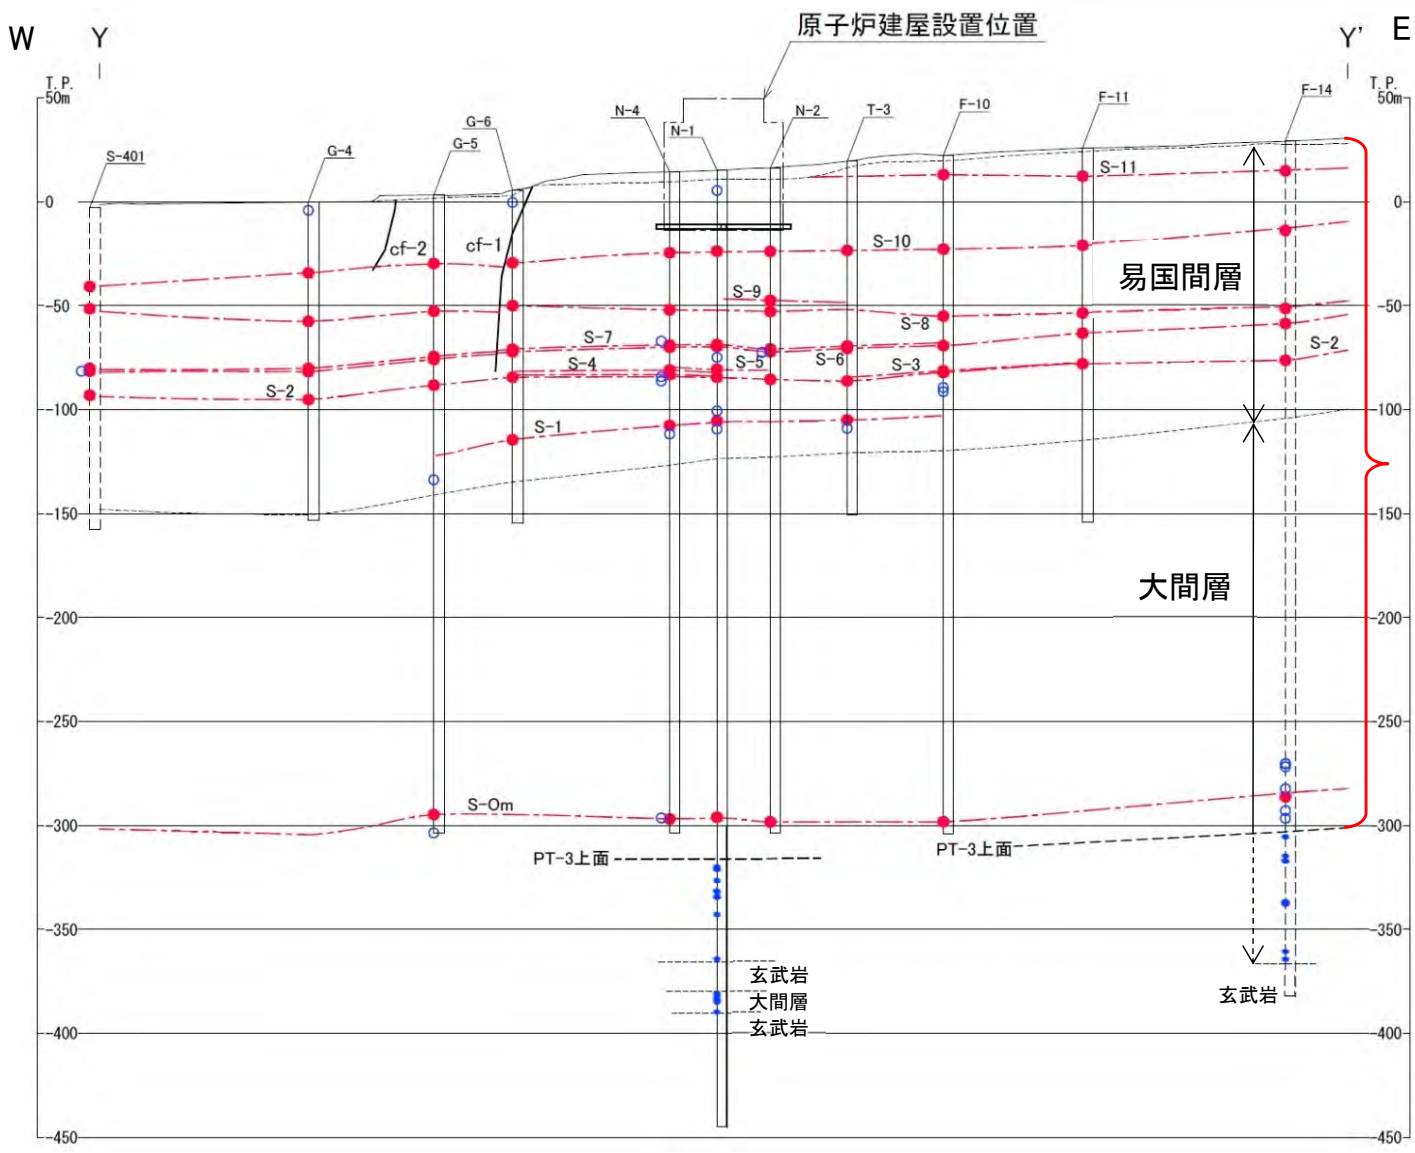 原子炉建屋設置位置
W
Y
Y'
E
T.P.
50m
T.P.
50m
S-401
G-4
G-6
G-5
N-4
N-1
N-2
T-3
F-10
F-11
F-14
S-11
0
0
cf-2
cf-1
S-10
易国間層
-50
-50
S-9
S-8
S-7
S-6
S-5
S-4
S-3
S-2
S-2
-100
-100
S-1
-150
-150
大間層
-200
-200
-250
-250
S-Om
-300
-300
PT-3上面
PT-3上面
-350
-350
玄武岩
大間層
玄武岩
玄武岩
-400
-400
-450
-450